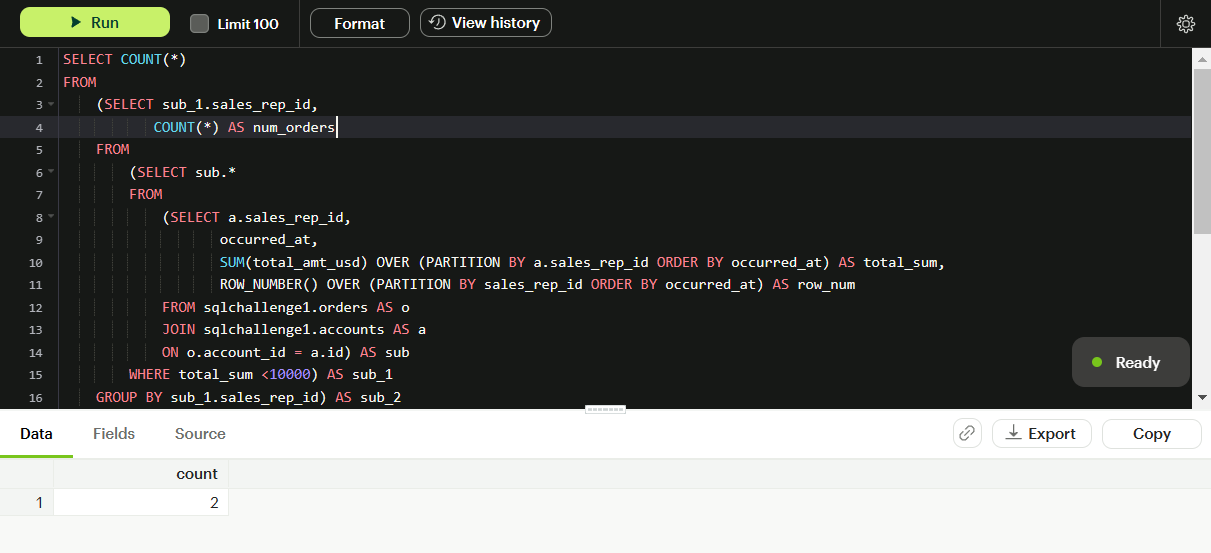 Run Limit 100 Format View history
1 SELECT COUNT(*)
2 FROM
3 (SELECT sub_1.sales_rep_id,
4 COUNT(*) AS num_orders
5 FROM
6 (SELECT sub.*
7 FROM
8 (SELECT a.sales_rep_id,
9 occurred_at,
10 SUM(total_amt_usd) OVER (PARTITION BY a.sales_rep_id ORDER BY occurred_at) AS total_sum,
11 ROW_NUMBER() OVER (PARTITION BY sales_rep_id ORDER BY occurred_at) AS row_num
12 FROM sqlchallenge1.orders AS o
13 JOIN sqlchallenge1.accounts AS a
14 ON o.account_id = a.id) AS sub
15 WHERE total_sum <10000) AS sub_1
16 GROUP BY sub_1.sales_rep_id) AS sub_2
Ready
Data Fields Source Export Copy
count
1 2